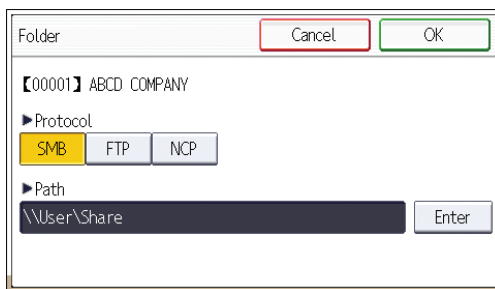 Folder Cancel OK
【00001】 ABCD COMPANY
▶Protocol
SMB FTP NCP
▶Path
\\User\Share Enter